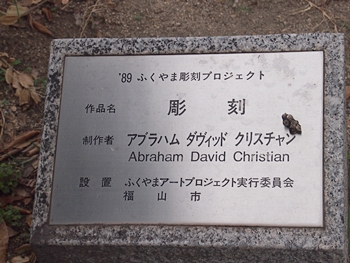 '89 ふくやま彫刻プロジェクト
作品名 彫刻
制作者 アブラハム ダヴィッド クリスチャン
Abraham David Christian
設置 ふくやまアートプロジェクト実行委員会
福山市